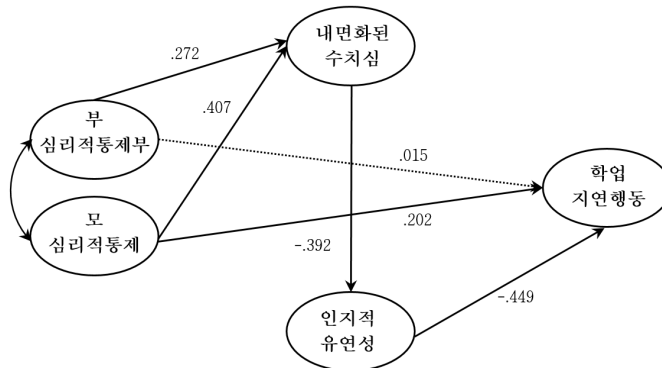 내면화된
수치심
.272
.407
부
심리적통제부
.015
학업
지연행동
모
심리적통제
.202
-.392
-.449
인지적
유연성